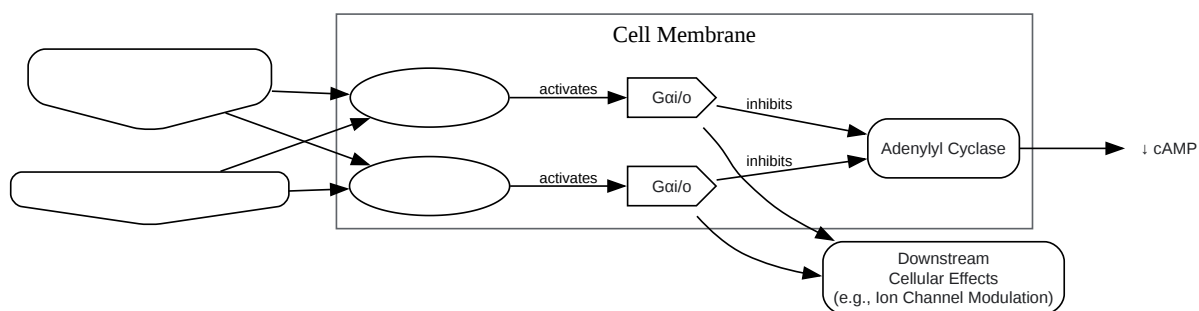 Cell Membrane
activates
Gαi/o
inhibits
Adenylyl Cyclase
↓ cAMP
activates
Gαi/o
inhibits
Downstream
Cellular Effects
(e.g., Ion Channel Modulation)